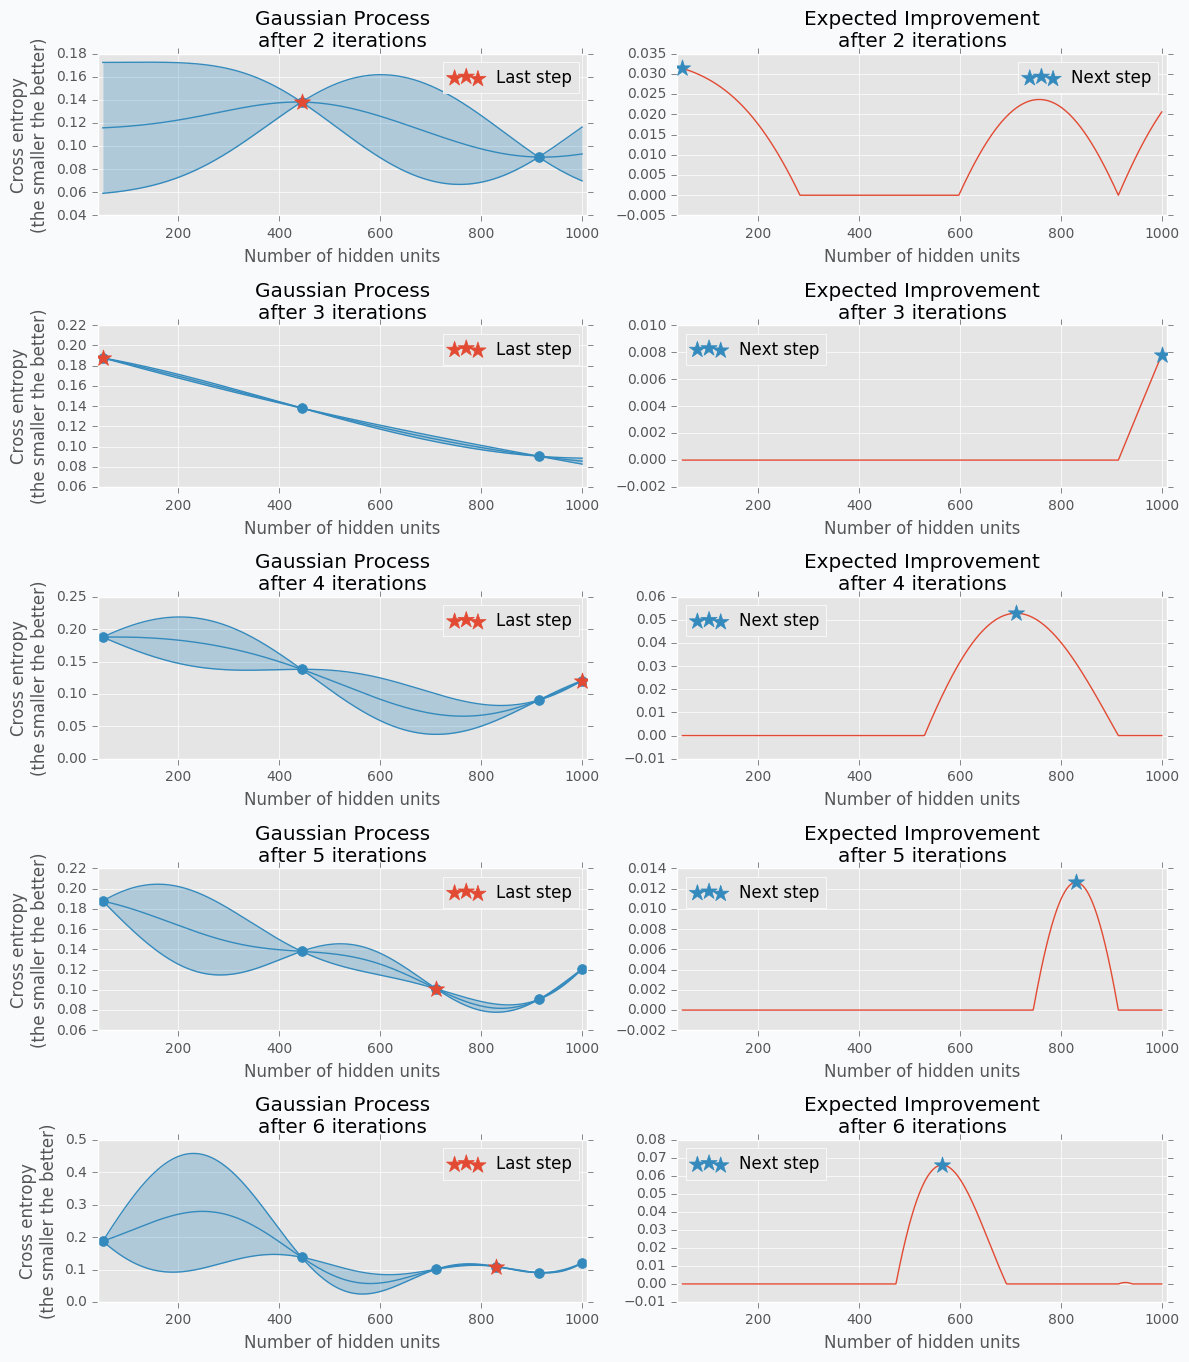 Gaussian Process
after 2 iterations
Cross entropy
(the smaller the better)
0.18
0.16
0.14
0.12
0.10
0.08
0.06
0.04
Last step
200 400 600 800 1000
Number of hidden units
Expected Improvement
after 2 iterations
0.035
0.030
0.025
0.020
0.015
0.010
0.005
0.000
−0.005
Next step
200 400 600 800 1000
Number of hidden units
Gaussian Process
after 3 iterations
Cross entropy
(the smaller the better)
0.22
0.20
0.18
0.16
0.14
0.12
0.10
0.08
0.06
Last step
200 400 600 800 1000
Number of hidden units
Expected Improvement
after 3 iterations
0.010
0.008
0.006
0.004
0.002
0.000
−0.002
Next step
200 400 600 800 1000
Number of hidden units
Gaussian Process
after 4 iterations
Cross entropy
(the smaller the better)
0.25
0.20
0.15
0.10
0.05
0.00
Last step
200 400 600 800 1000
Number of hidden units
Expected Improvement
after 4 iterations
0.06
0.05
0.04
0.03
0.02
0.01
0.00
−0.01
Next step
200 400 600 800 1000
Number of hidden units
Gaussian Process
after 5 iterations
Cross entropy
(the smaller the better)
0.22
0.20
0.18
0.16
0.14
0.12
0.10
0.08
0.06
Last step
200 400 600 800 1000
Number of hidden units
Expected Improvement
after 5 iterations
0.014
0.012
0.010
0.008
0.006
0.004
0.002
0.000
−0.002
Next step
200 400 600 800 1000
Number of hidden units
Gaussian Process
after 6 iterations
Cross entropy
(the smaller the better)
0.5
0.4
0.3
0.2
0.1
0.0
Last step
200 400 600 800 1000
Number of hidden units
Expected Improvement
after 6 iterations
0.08
0.07
0.06
0.05
0.04
0.03
0.02
0.01
0.00
−0.01
Next step
200 400 600 800 1000
Number of hidden units